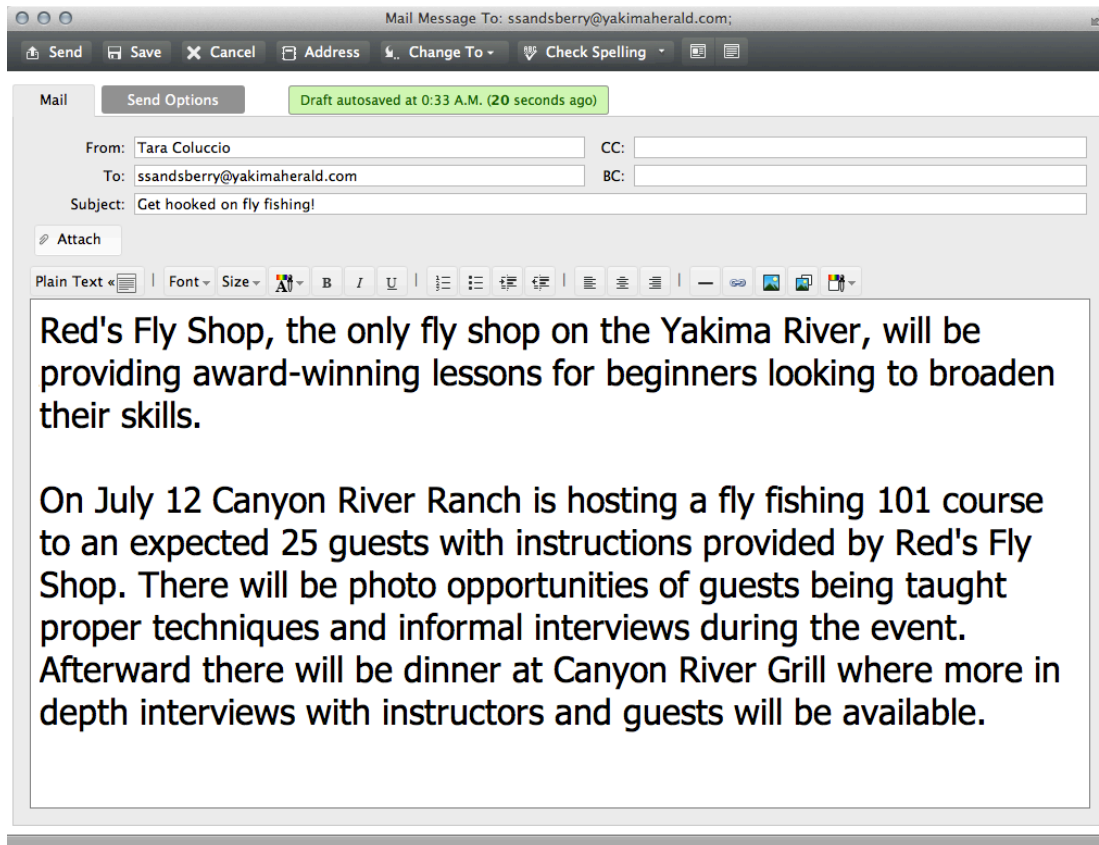 Mail Message To: ssandsberry@yakimaherald.com;
Send Save Cancel Address Change To Check Spelling
Mail Send Options Draft autosaved at 0:33 A.M. (20 seconds ago)
From: Tara Coluccio CC:
To: ssandsberry@yakimaherald.com BC:
Subject: Get hooked on fly fishing!
Attach
Plain Text « | Font Size A B I U | | | —
Red's Fly Shop, the only fly shop on the Yakima River, will be
providing award-winning lessons for beginners looking to broaden
their skills.
On July 12 Canyon River Ranch is hosting a fly fishing 101 course
to an expected 25 guests with instructions provided by Red's Fly
Shop. There will be photo opportunities of guests being taught
proper techniques and informal interviews during the event.
Afterward there will be dinner at Canyon River Grill where more in
depth interviews with instructors and guests will be available.